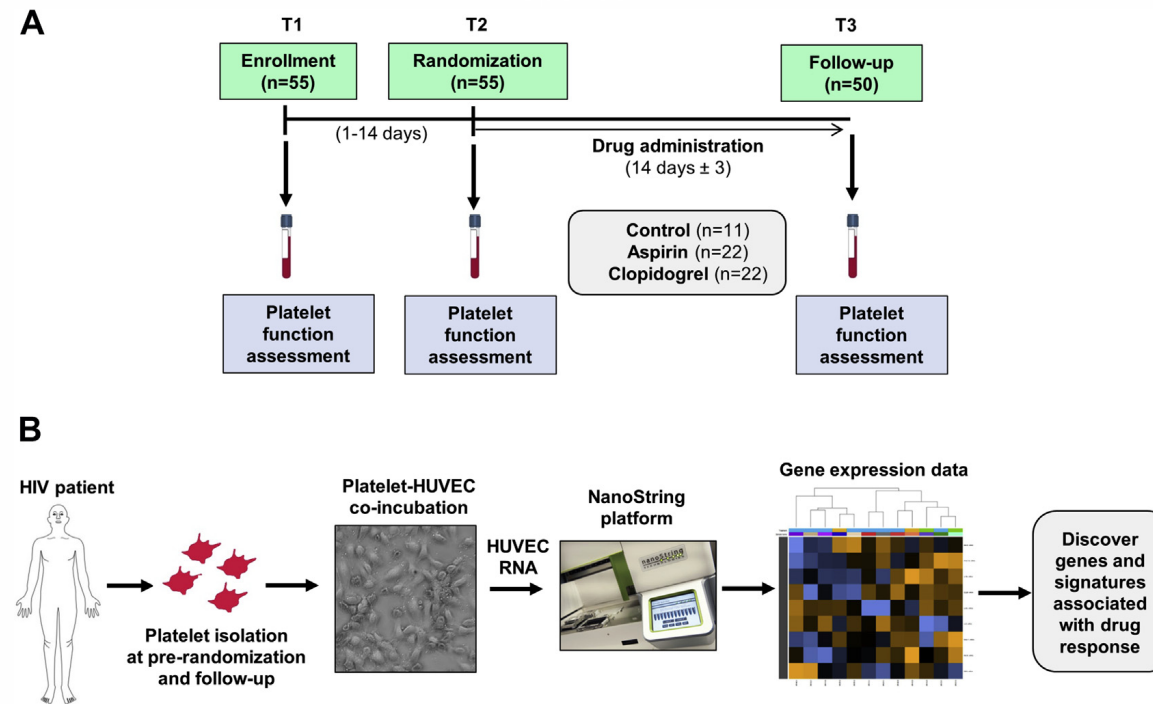 A
T1
T2
T3
Enrollment
(n=55)
Randomization
(n=55)
Follow-up
(n=50)
(1-14 days)
Drug administration
(14 days ± 3)
Control (n=11)
Aspirin (n=22)
Clopidogrel (n=22)
Platelet
function
assessment
Platelet
function
assessment
Platelet
function
assessment
B
HIV patient
Platelet isolation
at pre-randomization
and follow-up
Platelet-HUVEC
co-incubation
HUVEC
RNA
NanoString
platform
nanoString
Gene expression data
Discover
genes and
signatures
associated
with drug
response